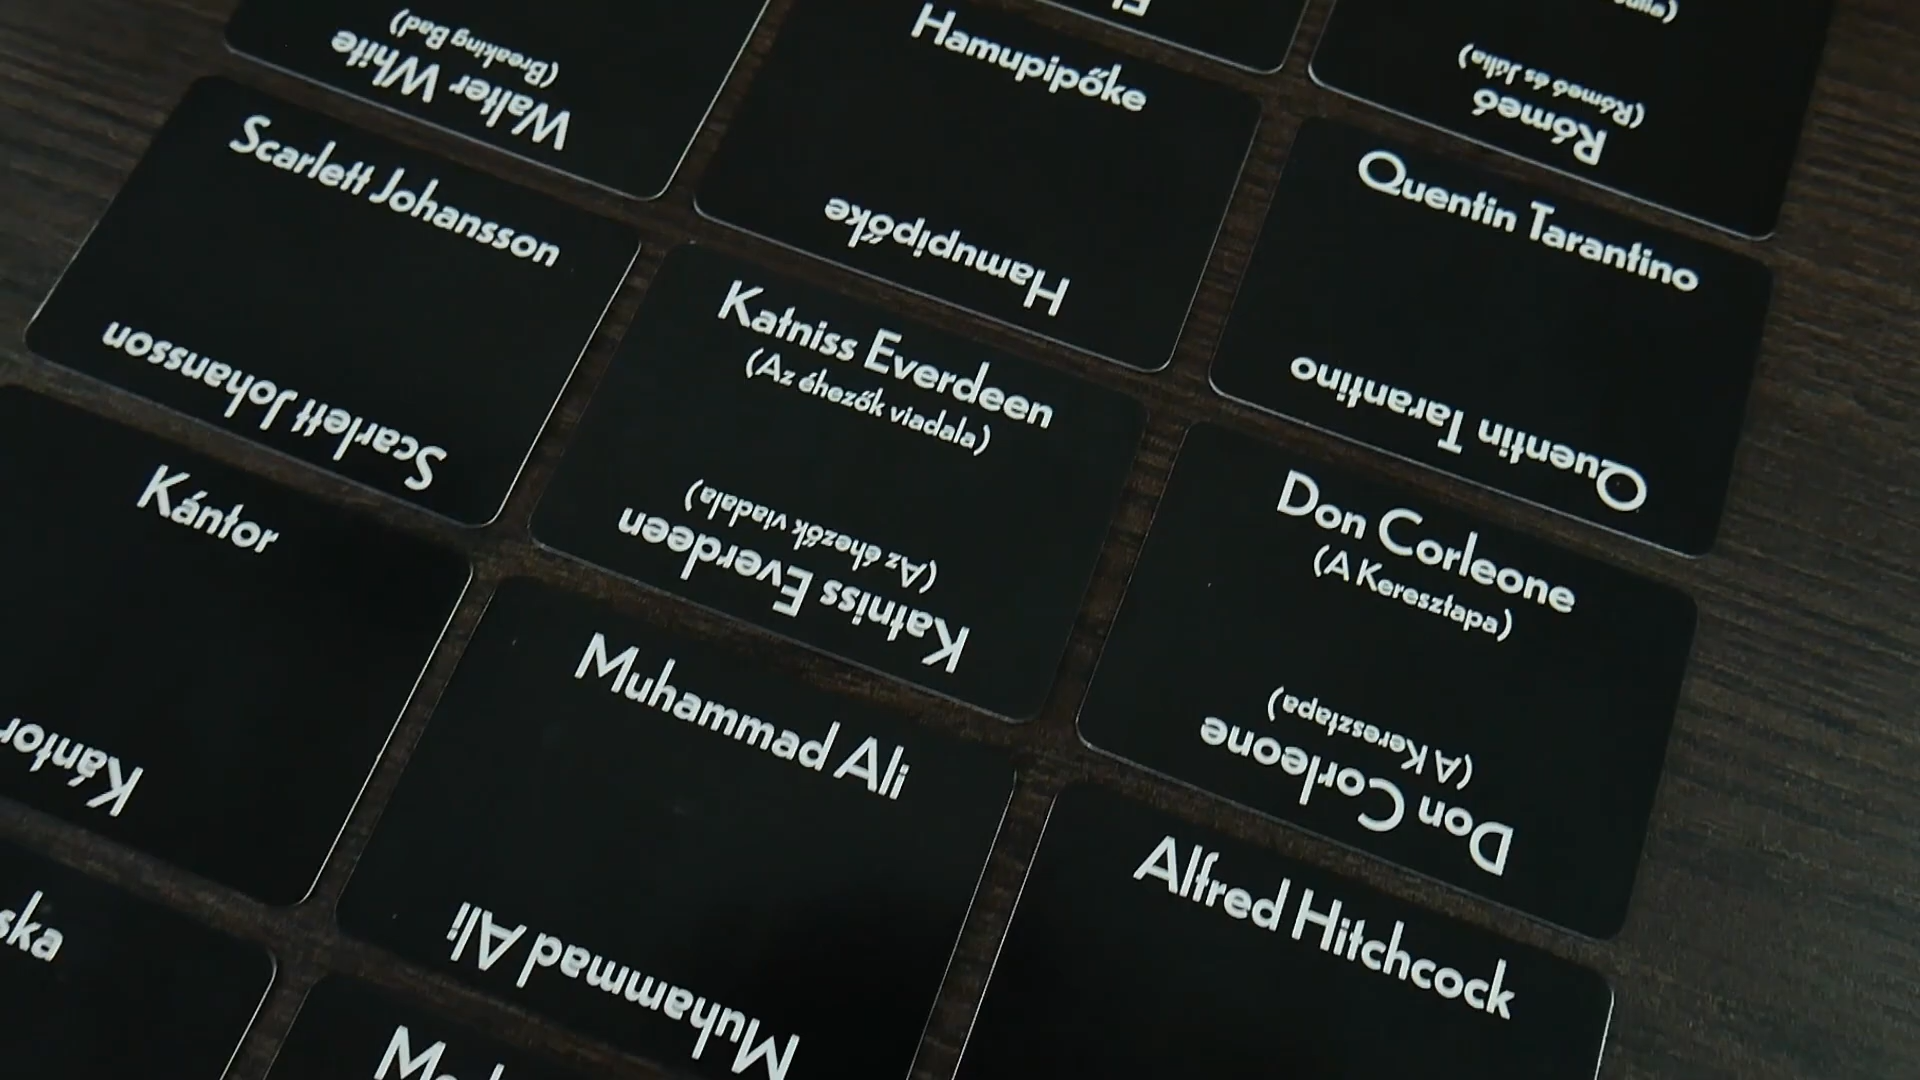 Walter White
(Breaking Bad)
Hamupipőke
Hamupipőke
Rómeó
(Rómeó és Júlia)
Scarlett Johansson
Scarlett Johansson
Katniss Everdeen
(Az éhezők viadala)
Katniss Everdeen
(Az éhezők viadala)
Quentin Tarantino
Quentin Tarantino
Kántor
Kántor
Muhammad Ali
Muhammad Ali
Don Corleone
(A Keresztapa)
Don Corleone
(A Keresztapa)
Alfred Hitchcock